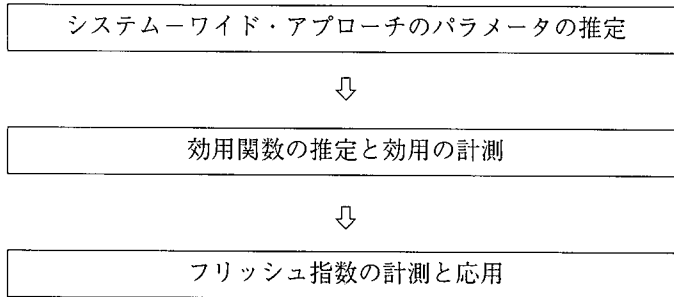 システム－ワイド・アプローチのパラメータの推定
⇩
効用関数の推定と効用の計測
⇩
フリッシュ指数の計測と応用